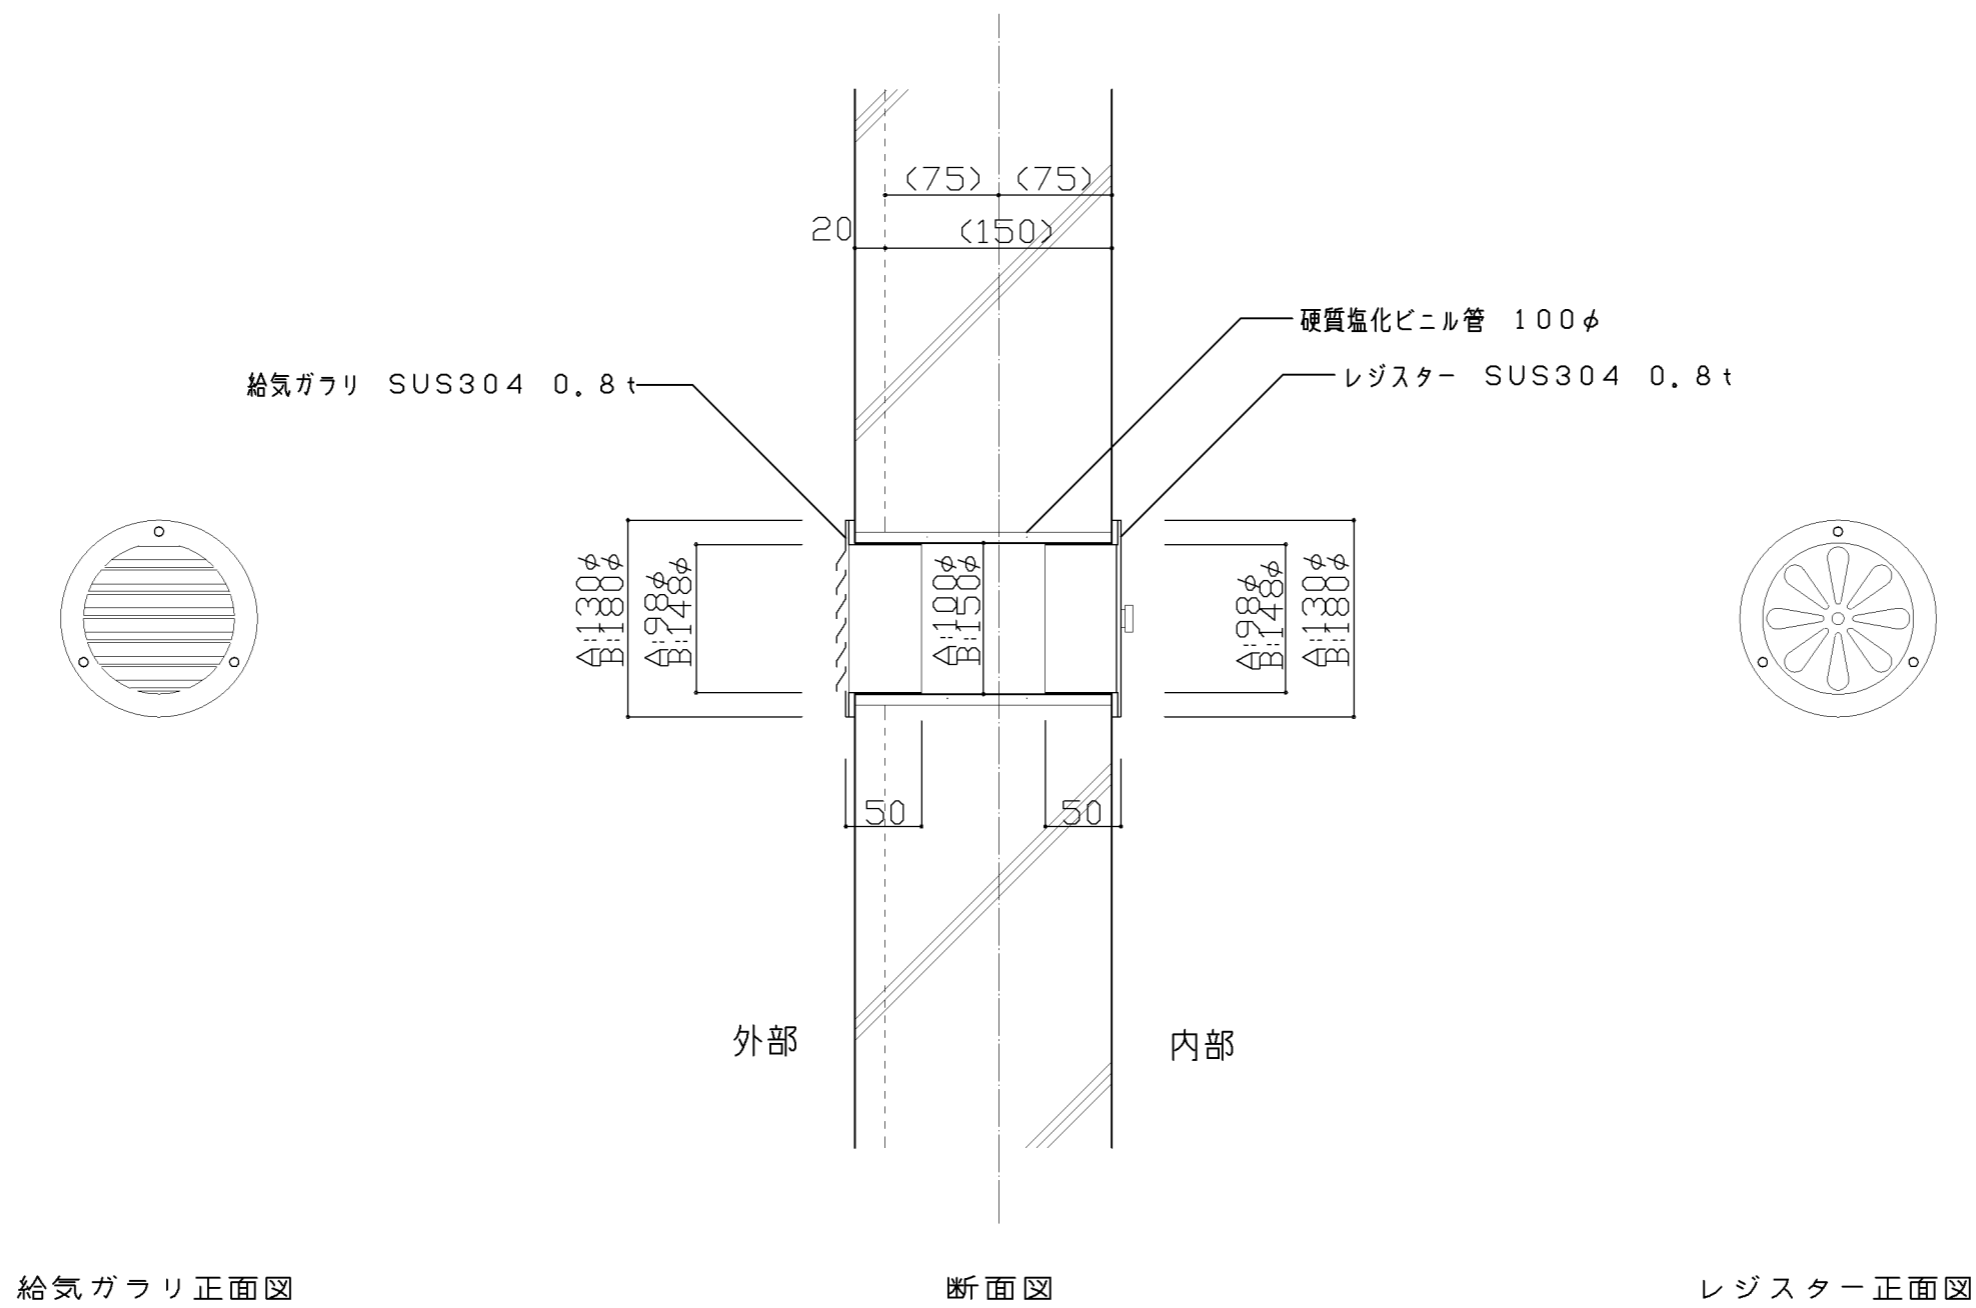 (75) (75)
20 (150)
硬質塩化ビニル管 100φ
給気ガラリ SUS304 0.8t
レジスター SUS304 0.8t
A:130φ
B:180φ
A:98φ
B:148φ
A:100φ
B:150φ
A:98φ
B:148φ
A:130φ
B:180φ
50 50
外部 内部
給気ガラリ正面図 断面図 レジスター正面図